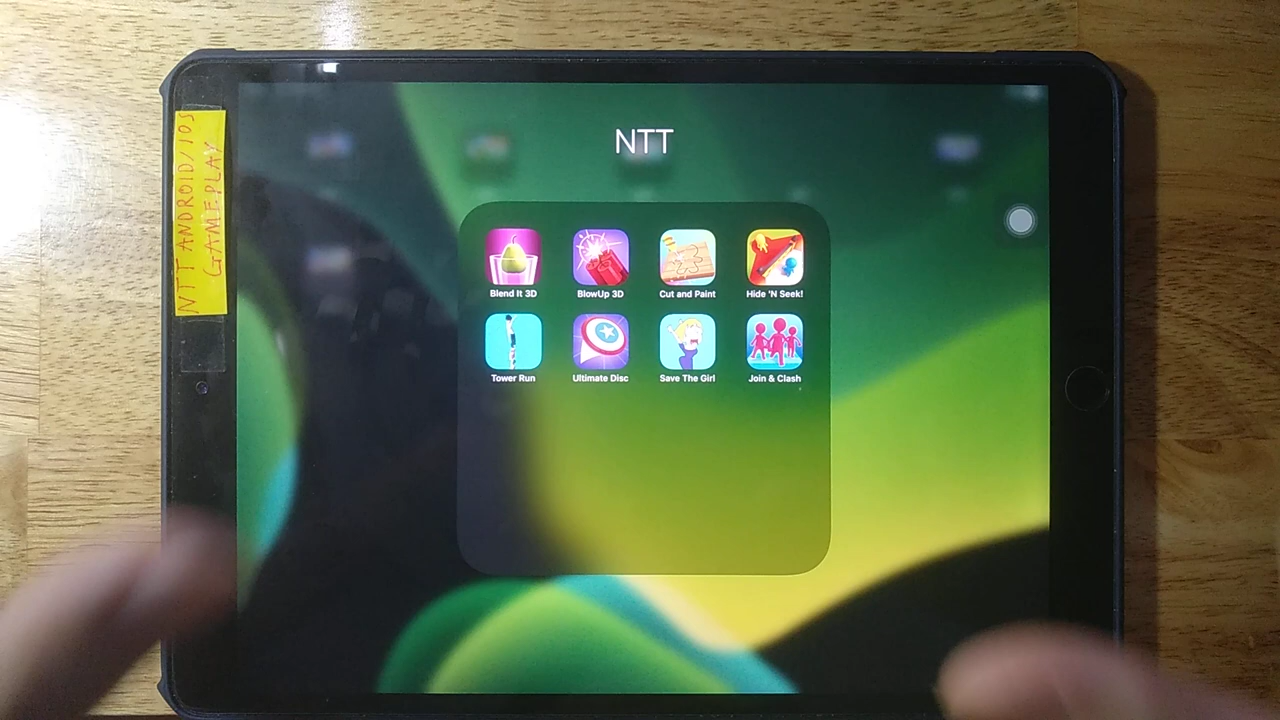 NTT ANDROID/IOS
GAMEPLAY
NTT
Blend It 3D
BlowUp 3D
Cut and Paint
Hide 'N Seek!
Tower Run
Ultimate Disc
Save The Girl
Join & Clash